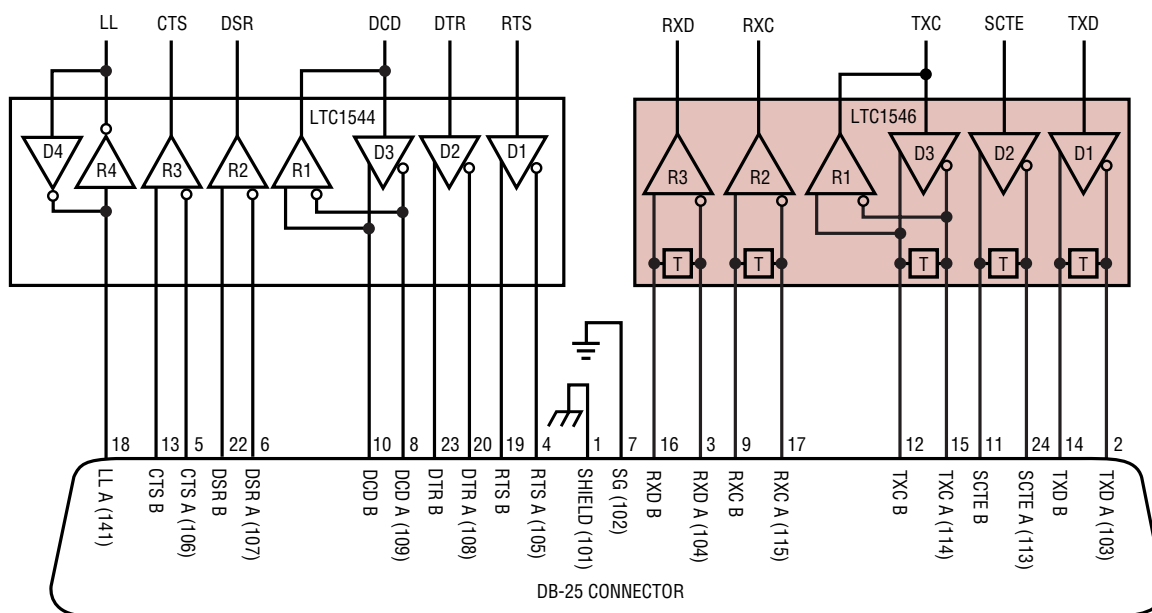 LL CTS DSR DCD DTR RTS RXD RXC TXC SCTE TXD
LTC1544 LTC1546
D4 R4 R3 R2 R1 D3 D2 D1 R3 R2 R1 D3 D2 D1
T T T T T
18 13 5 22 6 10 8 23 20 19 4 1 7 16 3 9 17 12 15 11 24 14 2
LL A (141)
CTS B
CTS A (106)
DSR B
DSR A (107)
DCD B
DCD A (109)
DTR B
DTR A (108)
RTS B
RTS A (105)
SHIELD (101)
SG (102)
RXD B
RXD A (104)
RXC B
RXC A (115)
TXC B
TXC A (114)
SCTE B
SCTE A (113)
TXD B
TXD A (103)
DB-25 CONNECTOR